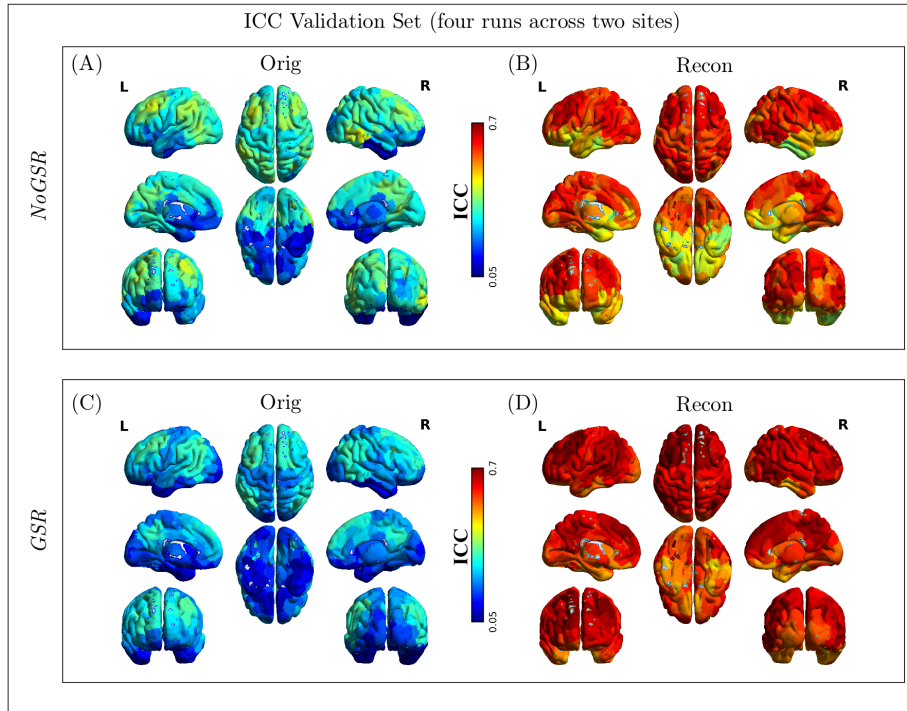 ICC Validation Set (four runs across two sites)
(A) Orig (B) Recon
L R L R
NoGSR
ICC
0.7
0.05
(C) Orig (D) Recon
L R L R
GSR
ICC
0.7
0.05